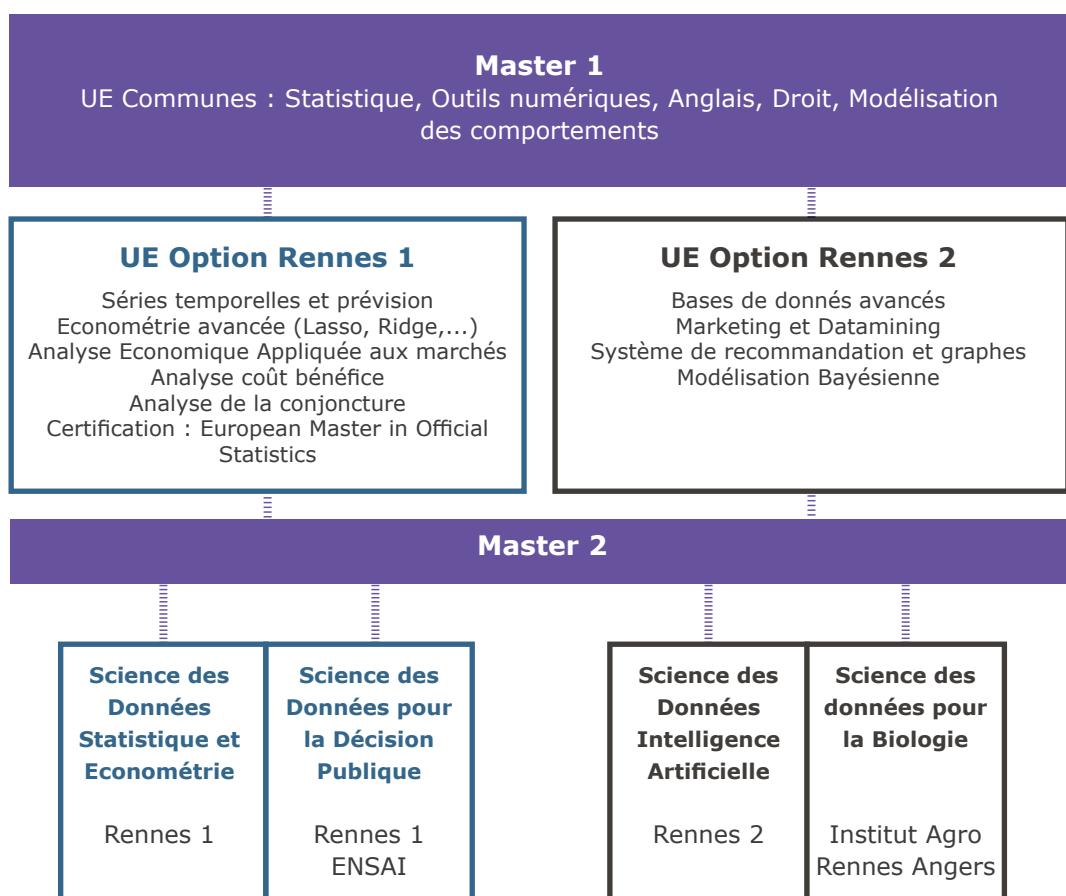 Master 1
UE Communes : Statistique, Outils numériques, Anglais, Droit, Modélisation
des comportements
UE Option Rennes 1
Séries temporelles et prévision
Econométrie avancée (Lasso, Ridge,...)
Analyse Economique Appliquée aux marchés
Analyse coût bénéfice
Analyse de la conjoncture
Certification : European Master in Official
Statistics
UE Option Rennes 2
Bases de donnés avancés
Marketing et Datamining
Système de recommandation et graphes
Modélisation Bayésienne
Master 2
Science des
Données
Statistique et
Econométrie
Rennes 1
Science des
Données pour
la Décision
Publique
Rennes 1
ENSAI
Science des
Données
Intelligence
Artificielle
Rennes 2
Science des
données pour
la Biologie
Institut Agro
Rennes Angers